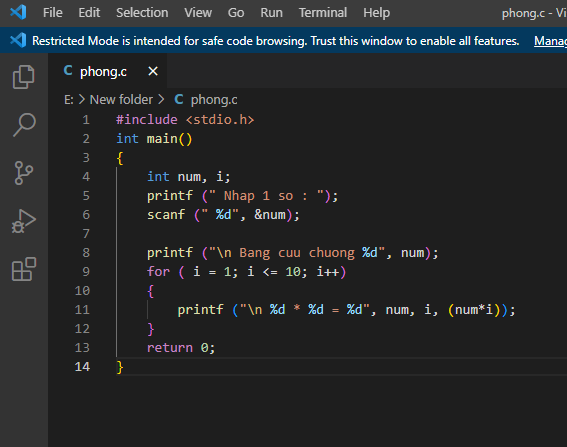 File Edit Selection View Go Run Terminal Help phong.c - Vi
Restricted Mode is intended for safe code browsing. Trust this window to enable all features. Manag
C phong.c ×
E: > New folder > C phong.c
1 #include <stdio.h>
2 int main()
3 {
4     int num, i;
5     printf (" Nhap 1 so : ");
6     scanf (" %d", &num);
7
8     printf ("\n Bang cuu chuong %d", num);
9     for ( i = 1; i <= 10; i++)
10     {
11         printf ("\n %d * %d = %d", num, i, (num*i));
12     }
13     return 0;
14 }